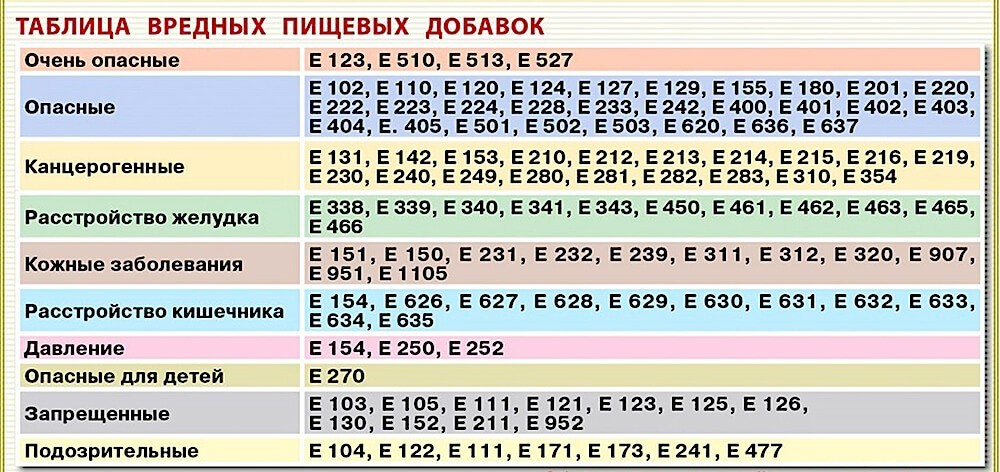 ТАБЛИЦА ВРЕДНЫХ ПИЩЕВЫХ ДОБАВОК
Очень опасные
Е 123, Е 510, Е 513, Е 527
Опасные
Е 102, Е 110, Е 120, Е 124, Е 127, Е 129, Е 155, Е 180, Е 201, Е 220,
Е 222, Е 223, Е 224, Е 228, Е 233, Е 242, Е 400, Е 401, Е 402, Е 403,
Е 404, Е. 405, Е 501, Е 502, Е 503, Е 620, Е 636, Е 637
Канцерогенные
Е 131, Е 142, Е 153, Е 210, Е 212, Е 213, Е 214, Е 215, Е 216, Е 219,
Е 230, Е 240, Е 249, Е 280, Е 281, Е 282, Е 283, Е 310, Е 354
Расстройство желудка
Е 338, Е 339, Е 340, Е 341, Е 343, Е 450, Е 461, Е 462, Е 463, Е 465,
Е 466
Кожные заболевания
Е 151, Е 150, Е 231, Е 232, Е 239, Е 311, Е 312, Е 320, Е 907,
Е 951, Е 1105
Расстройство кишечника
Е 154, Е 626, Е 627, Е 628, Е 629, Е 630, Е 631, Е 632, Е 633,
Е 634, Е 635
Давление
Е 154, Е 250, Е 252
Опасные для детей
Е 270
Запрещенные
Е 103, Е 105, Е 111, Е 121, Е 123, Е 125, Е 126,
Е 130, Е 152, Е 211, Е 952
Подозрительные
Е 104, Е 122, Е 111, Е 171, Е 173, Е 241, Е 477